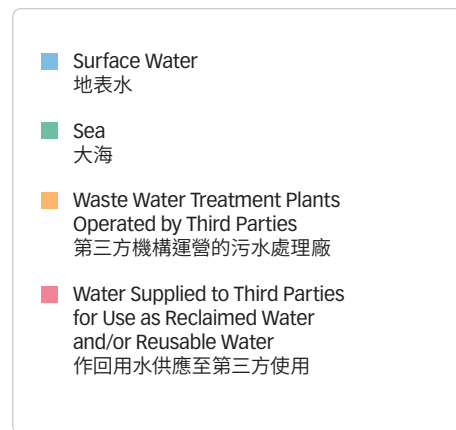 Surface Water
地表水
Sea
大海
Waste Water Treatment Plants
Operated by Third Parties
第三方機構運營的污水處理廠
Water Supplied to Third Parties
for Use as Reclaimed Water
and/or Reusable Water
作回用水供應至第三方使用